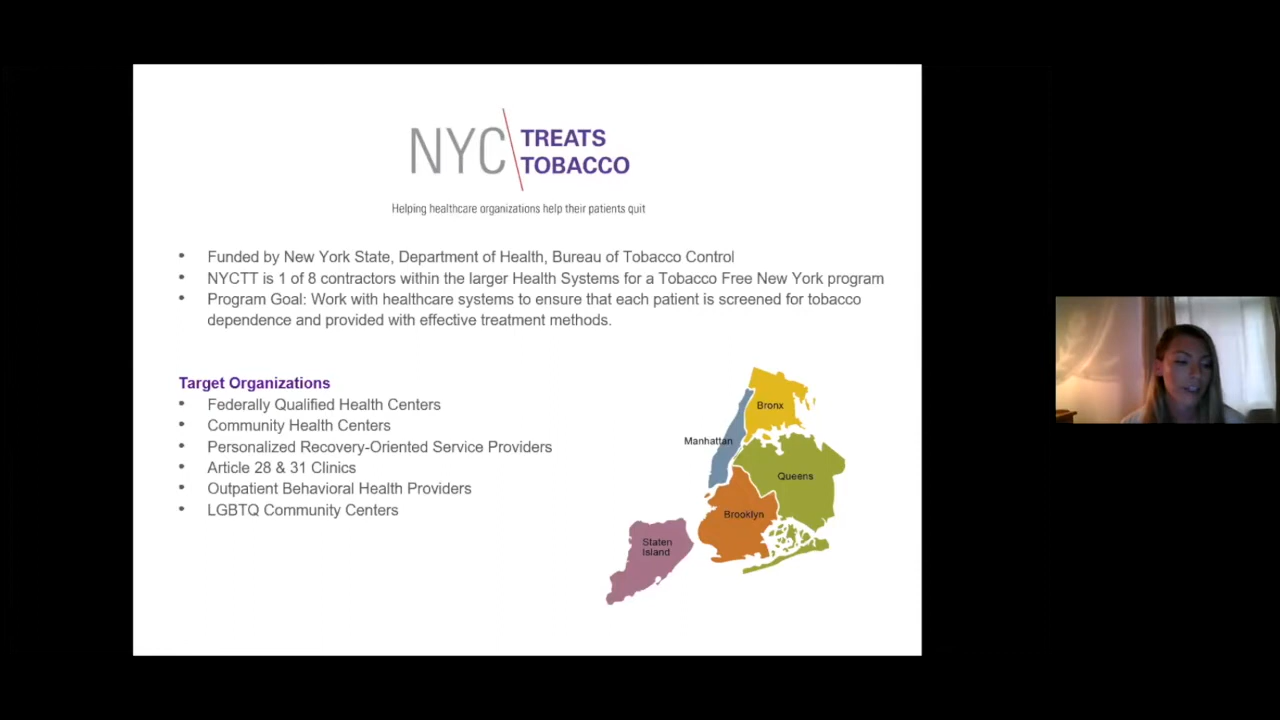 NYC TREATS
TOBACCO
Helping healthcare organizations help their patients quit
• Funded by New York State, Department of Health, Bureau of Tobacco Control
• NYCTT is 1 of 8 contractors within the larger Health Systems for a Tobacco Free New York program
• Program Goal: Work with healthcare systems to ensure that each patient is screened for tobacco
dependence and provided with effective treatment methods.
Target Organizations
• Federally Qualified Health Centers
• Community Health Centers
• Personalized Recovery-Oriented Service Providers
• Article 28 & 31 Clinics
• Outpatient Behavioral Health Providers
• LGBTQ Community Centers
Bronx
Manhattan
Queens
Brooklyn
Staten
Island